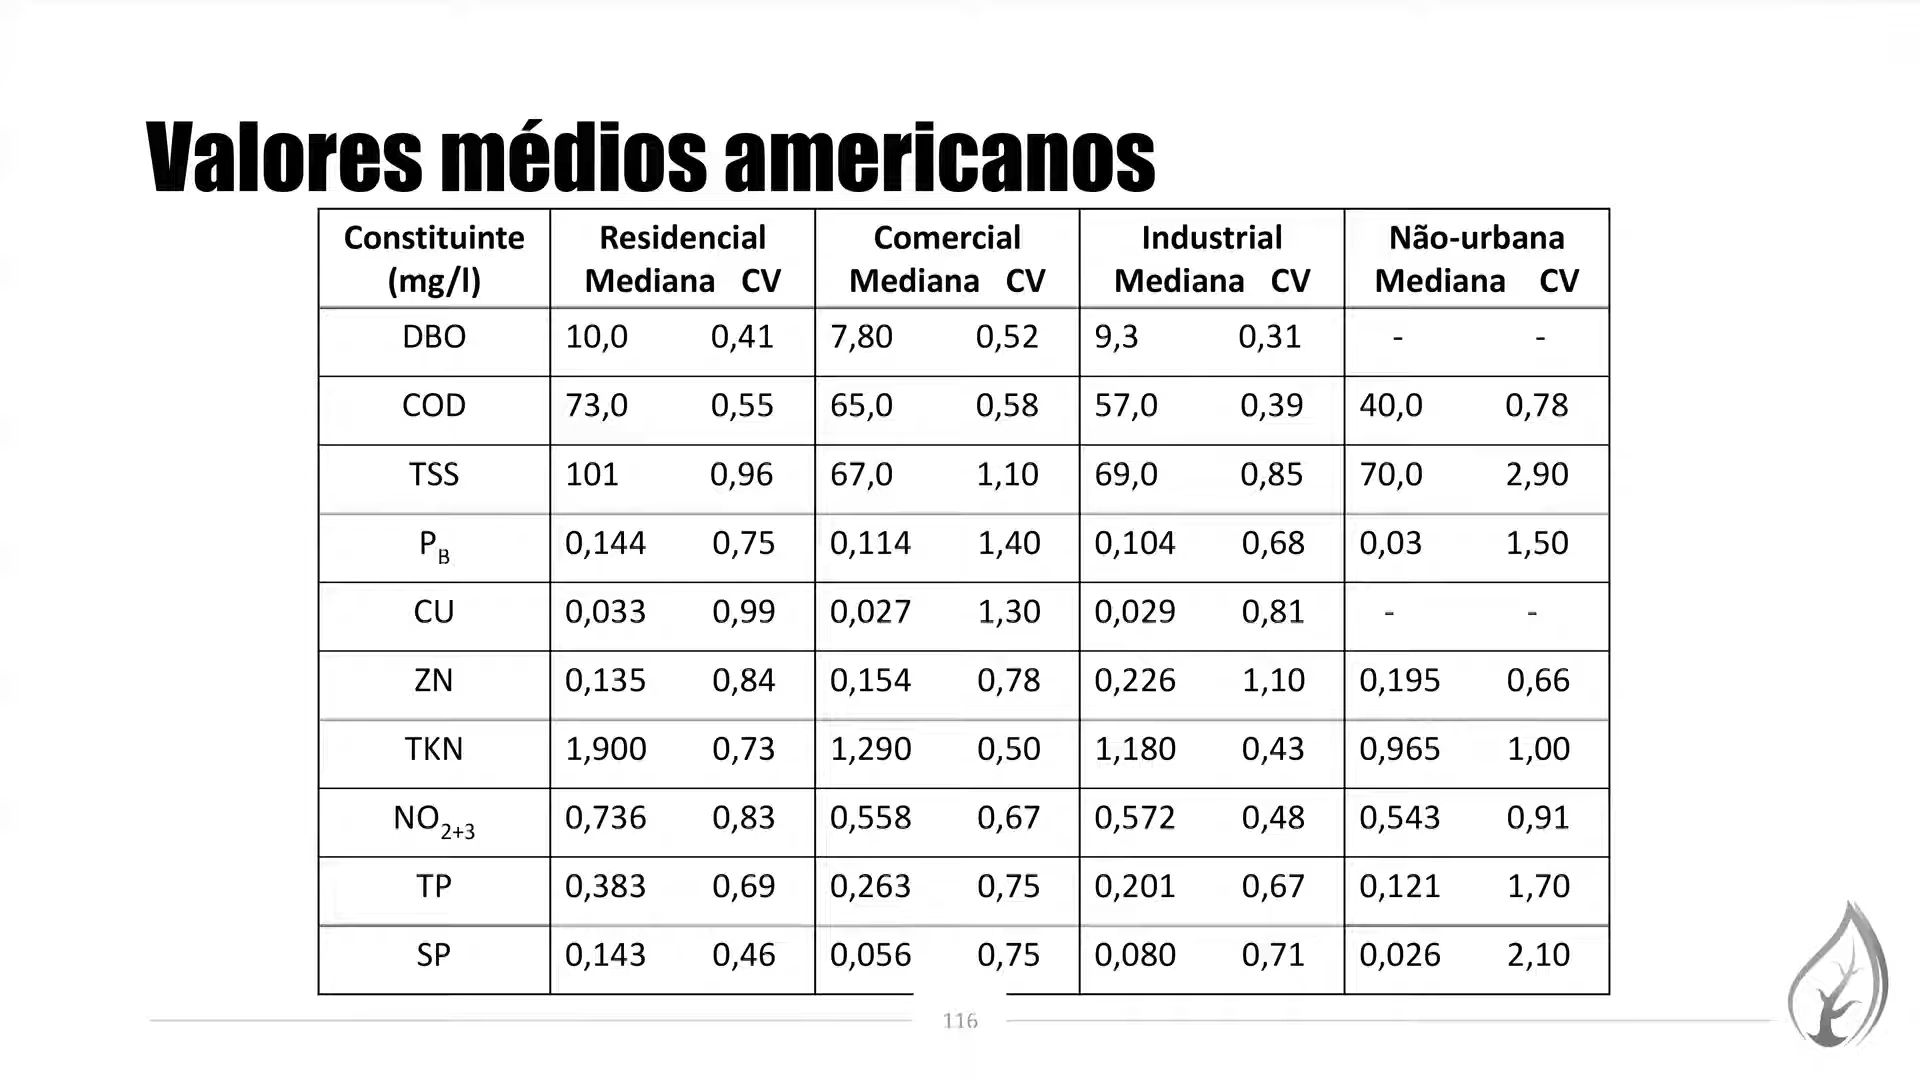 Valores médios americanos
Constituinte (mg/l) Residencial Mediana CV Comercial Mediana CV Industrial Mediana CV Não-urbana Mediana CV
DBO 10,0 0,41 7,80 0,52 9,3 0,31 - -
COD 73,0 0,55 65,0 0,58 57,0 0,39 40,0 0,78
TSS 101 0,96 67,0 1,10 69,0 0,85 70,0 2,90
PB 0,144 0,75 0,114 1,40 0,104 0,68 0,03 1,50
CU 0,033 0,99 0,027 1,30 0,029 0,81 - -
ZN 0,135 0,84 0,154 0,78 0,226 1,10 0,195 0,66
TKN 1,900 0,73 1,290 0,50 1,180 0,43 0,965 1,00
NO2+3 0,736 0,83 0,558 0,67 0,572 0,48 0,543 0,91
TP 0,383 0,69 0,263 0,75 0,201 0,67 0,121 1,70
SP 0,143 0,46 0,056 0,75 0,080 0,71 0,026 2,10
116